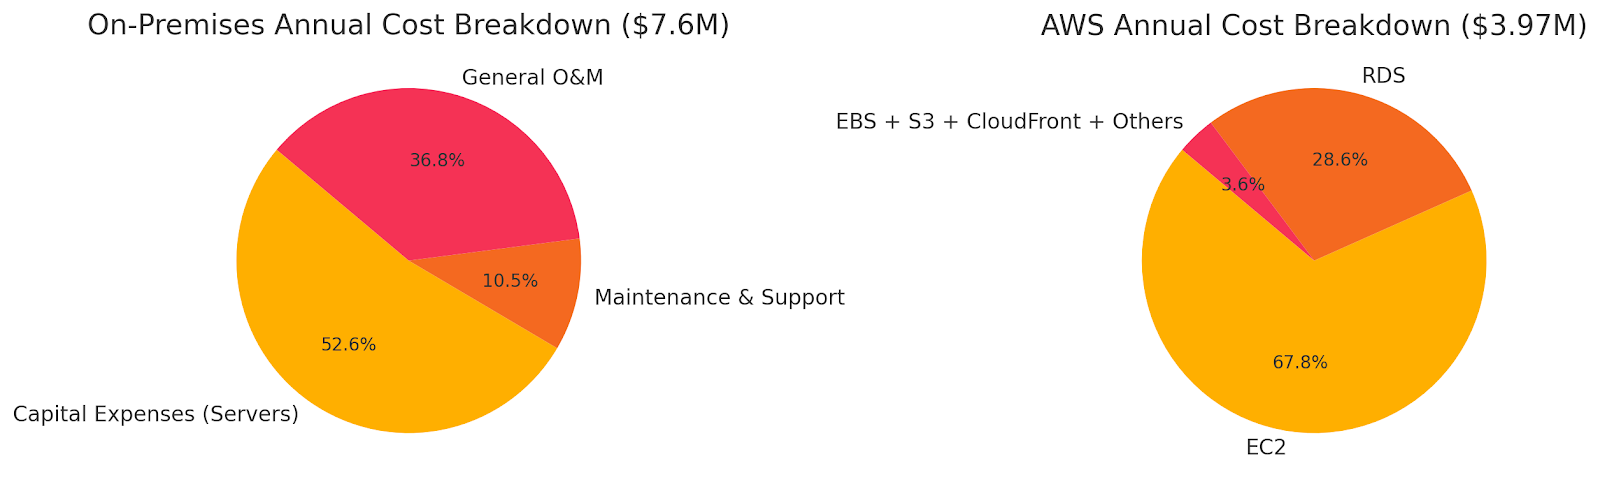 On-Premises Annual Cost Breakdown ($7.6M)
General O&M
36.8%
10.5%
Maintenance & Support
52.6%
Capital Expenses (Servers)
AWS Annual Cost Breakdown ($3.97M)
RDS
EBS + S3 + CloudFront + Others
28.6%
3.6%
67.8%
EC2